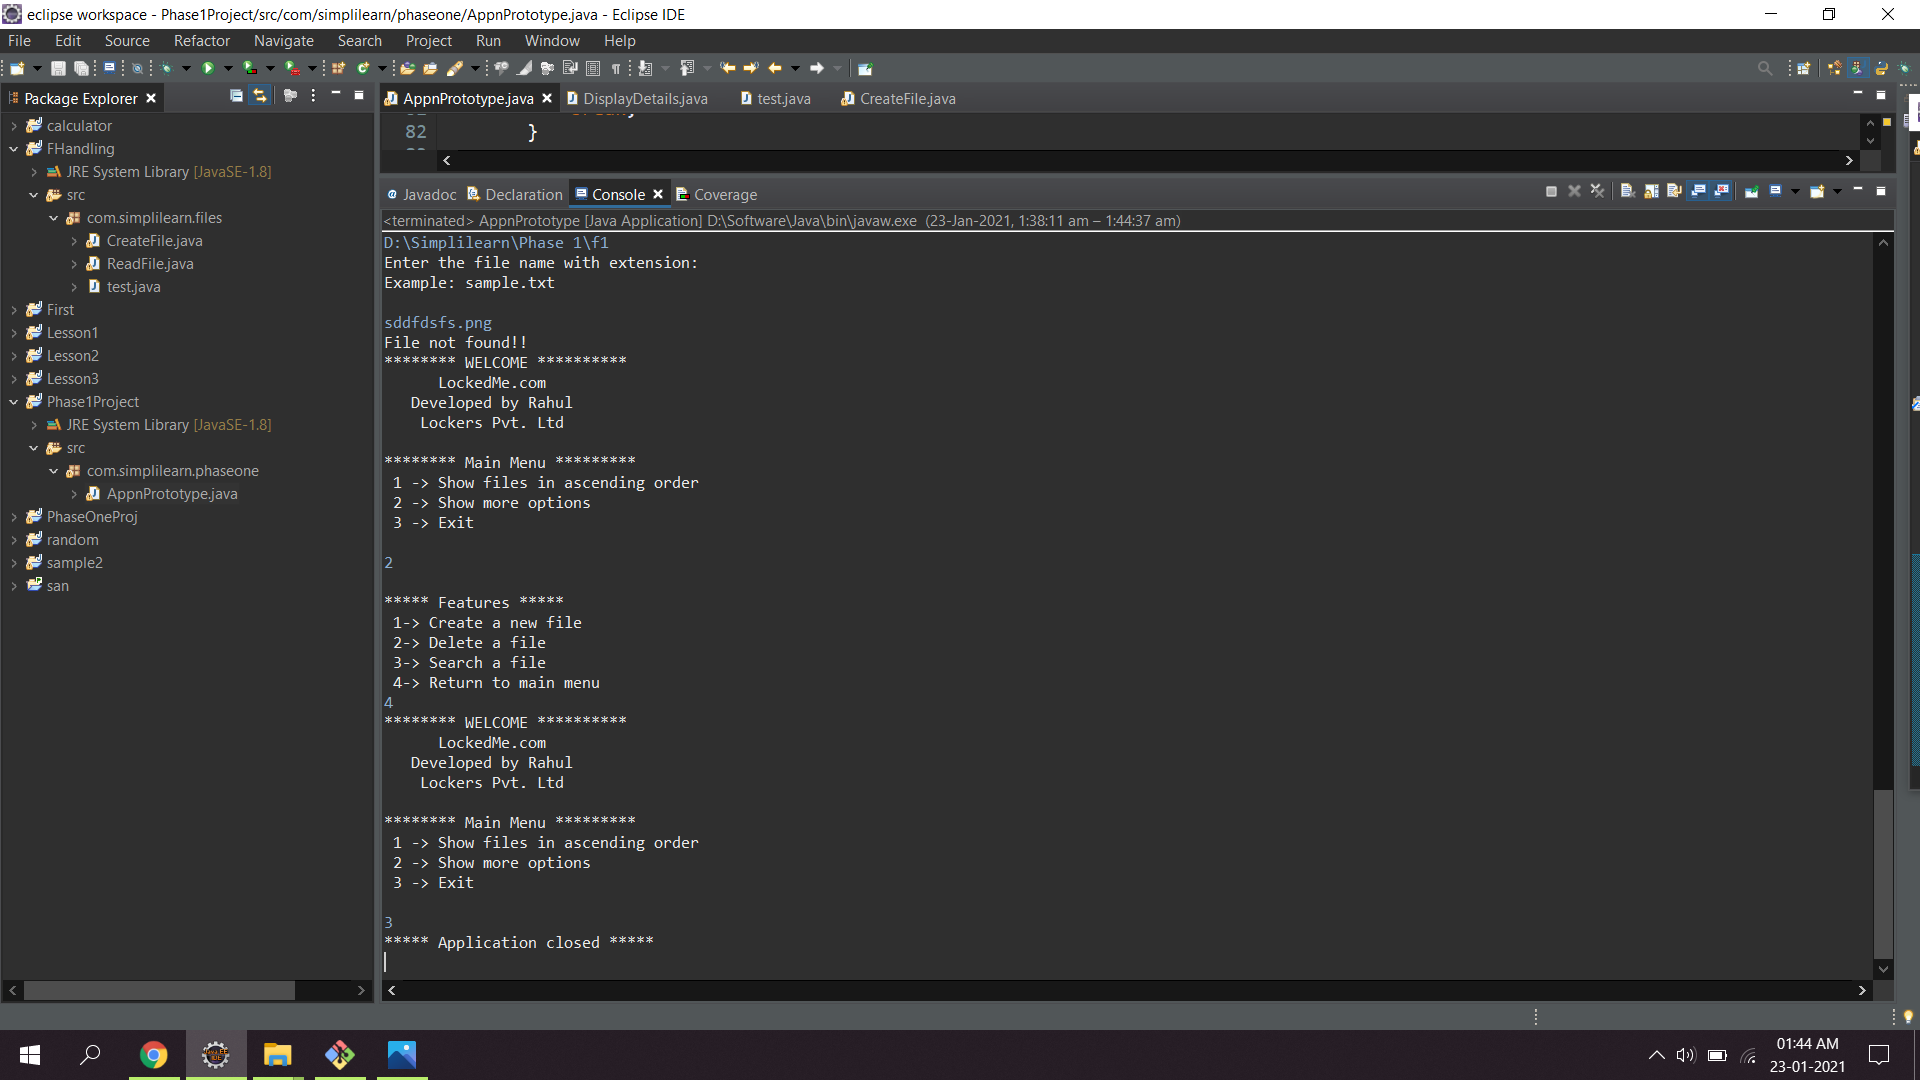 eclipse workspace - Phase1Project/src/com/simplilearn/phaseone/AppnPrototype.java - Eclipse IDE
File Edit Source Refactor Navigate Search Project Run Window Help
Package Explorer
calculator
FHandling
JRE System Library [JavaSE-1.8]
src
com.simplilearn.files
CreateFile.java
ReadFile.java
test.java
First
Lesson1
Lesson2
Lesson3
Phase1Project
JRE System Library [JavaSE-1.8]
src
com.simplilearn.phaseone
AppnPrototype.java
PhaseOneProj
random
sample2
san
AppnPrototype.java DisplayDetails.java test.java CreateFile.java
82 }
Javadoc Declaration Console Coverage
<terminated> AppnPrototype [Java Application] D:\Software\Java\bin\javaw.exe (23-Jan-2021, 1:38:11 am – 1:44:37 am)
D:\Simplilearn\Phase 1\f1
Enter the file name with extension:
Example: sample.txt
sddfdsfs.png
File not found!!
******** WELCOME **********
LockedMe.com
Developed by Rahul
Lockers Pvt. Ltd
******** Main Menu *********
1 -> Show files in ascending order
2 -> Show more options
3 -> Exit
2
***** Features *****
1-> Create a new file
2-> Delete a file
3-> Search a file
4-> Return to main menu
4
******** WELCOME **********
LockedMe.com
Developed by Rahul
Lockers Pvt. Ltd
******** Main Menu *********
1 -> Show files in ascending order
2 -> Show more options
3 -> Exit
3
***** Application closed *****
01:44 AM
23-01-2021